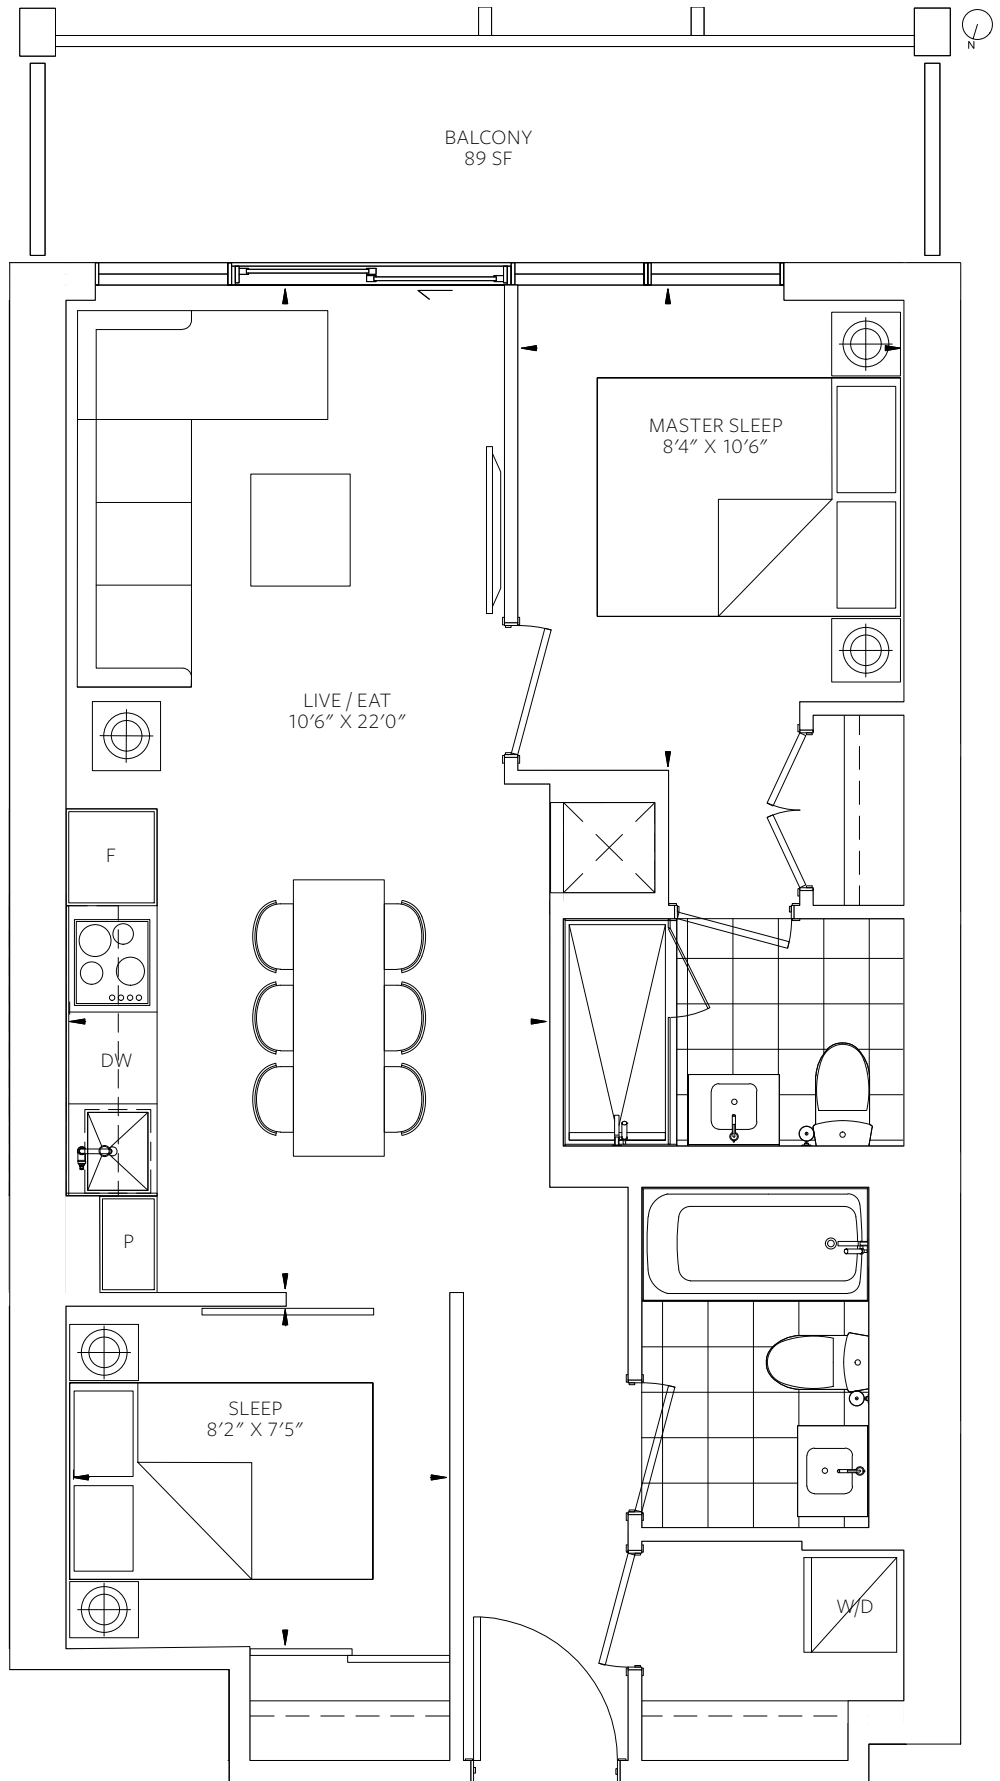 N
BALCONY
89 SF
MASTER SLEEP
8'4" X 10'6"
LIVE / EAT
10'6" X 22'0"
F
DW
P
SLEEP
8'2" X 7'5"
W/D